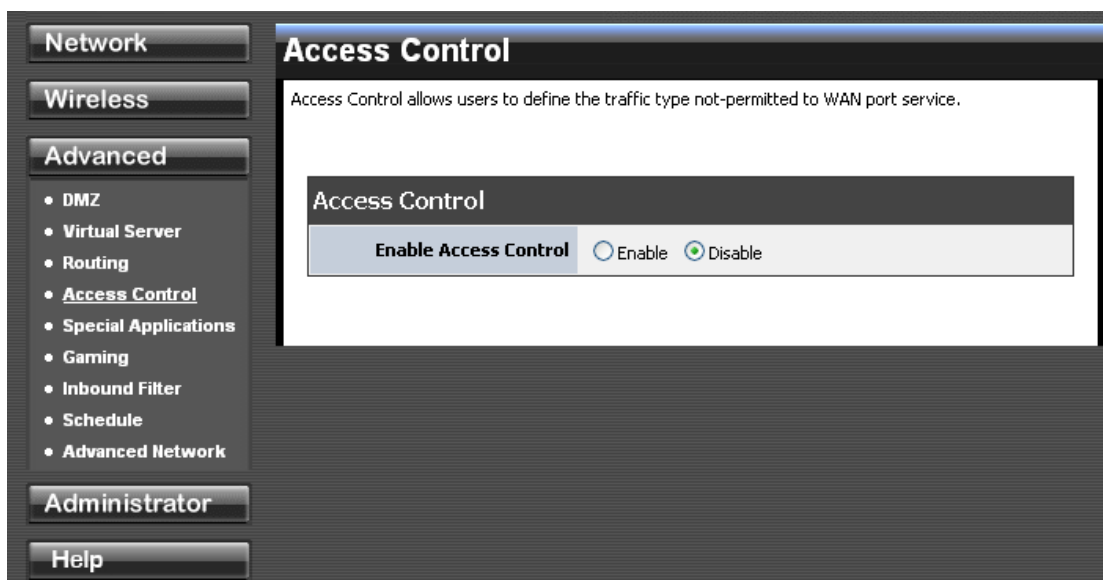 Network
Wireless
Advanced
• DMZ
• Virtual Server
• Routing
• Access Control
• Special Applications
• Gaming
• Inbound Filter
• Schedule
• Advanced Network
Administrator
Help
Access Control
Access Control allows users to define the traffic type not-permitted to WAN port service.
Access Control
Enable Access Control Enable Disable